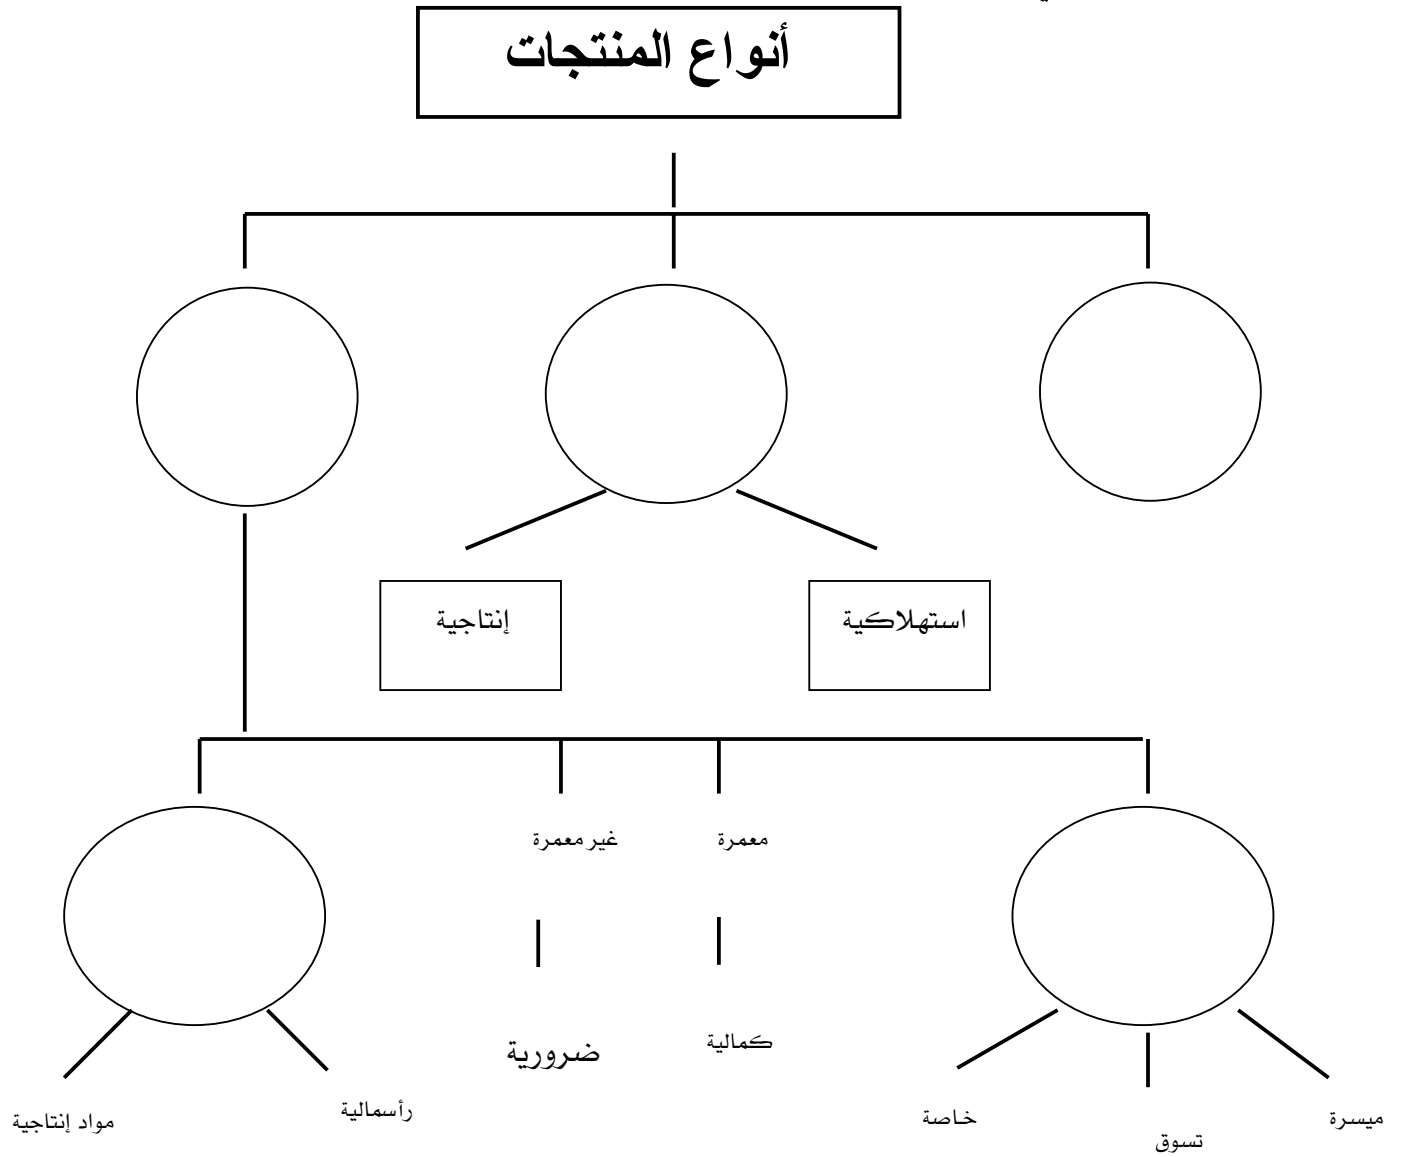 أنواع المنتجات
استهلاكية
إنتاجية
معمرة
غير معمرة
كمالية
ضرورية
ميسرة
تسوق
خاصة
رأسمالية
مواد إنتاجية